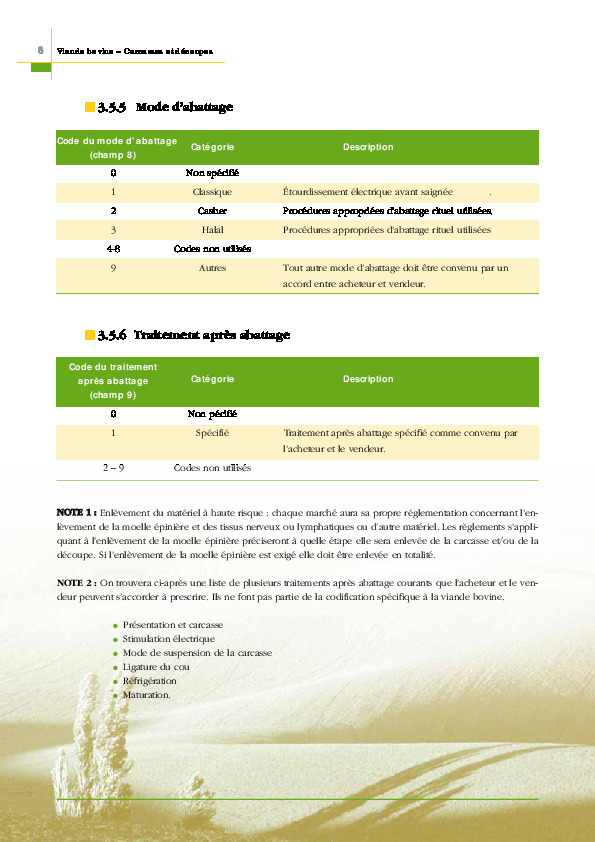 6
Viande bovine – Carcasses et découpes
3.5.5 Mode d'abattage
Code du mode d'abattage
(champ 8)
Catégorie
Description
0 Non spécifié
1 Classique Étourdissement électrique avant saignée .
2 Casher Procédures appropriées d'abattage rituel utilisées.
3 Halal Procédures appropriées d'abattage rituel utilisées
4-8 Codes non utilisés
9 Autres Tout autre mode d'abattage doit être convenu par un
accord entre acheteur et vendeur.
3.5.6 Traitement après abattage
Code du traitement
après abattage
(champ 9)
Catégorie
Description
0 Non pécifié
1 Spécifié Traitement après abattage spécifié comme convenu par
l'acheteur et le vendeur.
2 – 9 Codes non utilisés
NOTE 1 : Enlèvement du matériel à haute risque : chaque marché aura sa propre réglementation concernant l'en-
lèvement de la moelle épinière et des tissus nerveux ou lymphatiques ou d'autre matériel. Les règlements s'appli-
quant à l'enlèvement de la moelle épinière préciseront à quelle étape elle sera enlevée de la carcasse et/ou de la
découpe. Si l'enlèvement de la moelle épinière est exigé elle doit être enlevée en totalité.
NOTE 2 : On trouvera ci-après une liste de plusieurs traitements après abattage courants que l'acheteur et le ven-
deur peuvent s'accorder à prescrire. Ils ne font pas partie de la codification spécifique à la viande bovine.
● Présentation et carcasse
● Stimulation électrique
● Mode de suspension de la carcasse
● Ligature du cou
● Réfrigération
● Maturation.